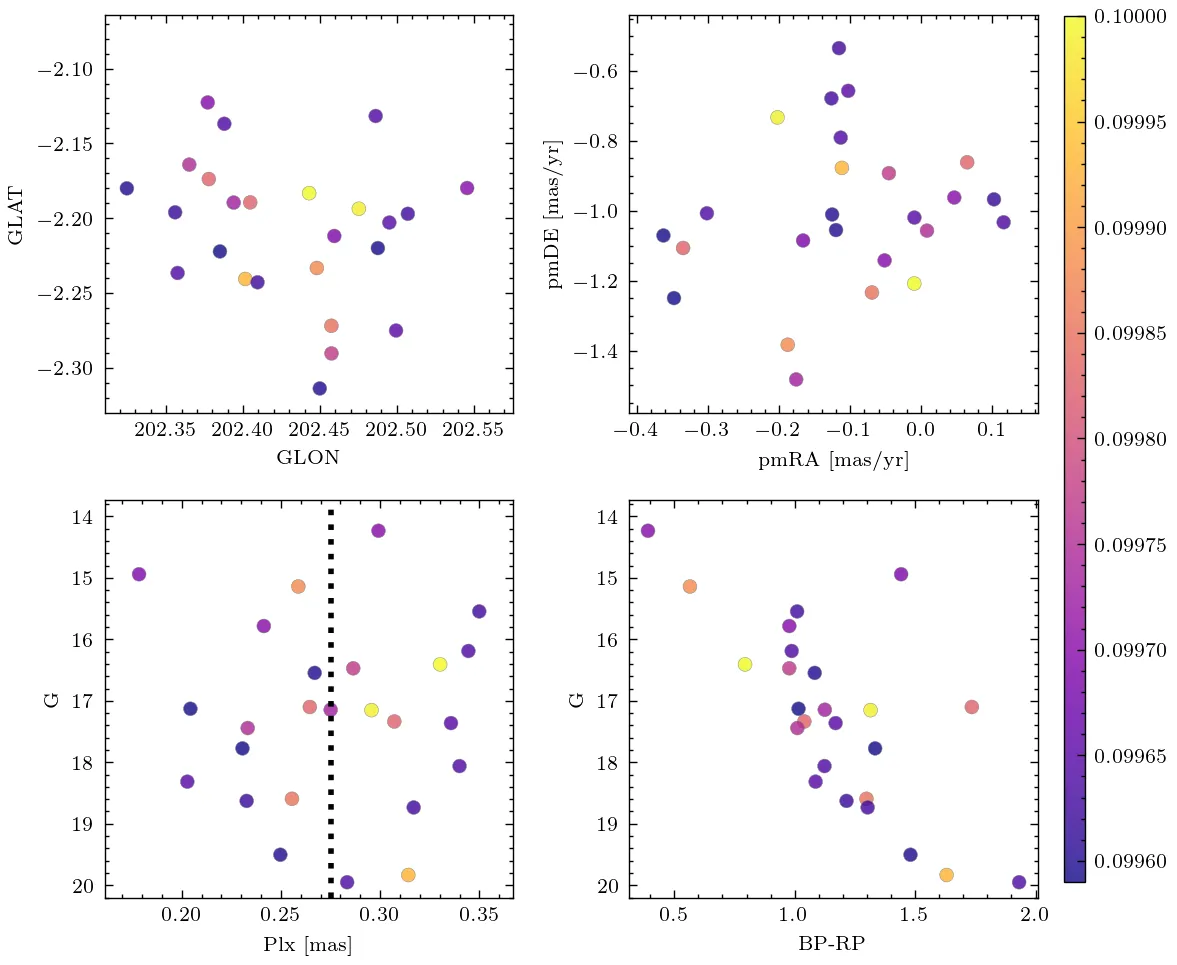 −2.10
−2.15
−2.20
−2.25
−2.30
GLAT
202.35 202.40 202.45 202.50 202.55
GLON
−0.6
−0.8
−1.0
−1.2
−1.4
pmDE [mas/yr]
−0.4 −0.3 −0.2 −0.1 0.0 0.1
pmRA [mas/yr]
0.10000
0.09995
0.09990
0.09985
0.09980
0.09975
0.09970
0.09965
0.09960
14
15
16
17
18
19
20
G
0.20 0.25 0.30 0.35
Plx [mas]
14
15
16
17
18
19
20
G
0.5 1.0 1.5 2.0
BP-RP